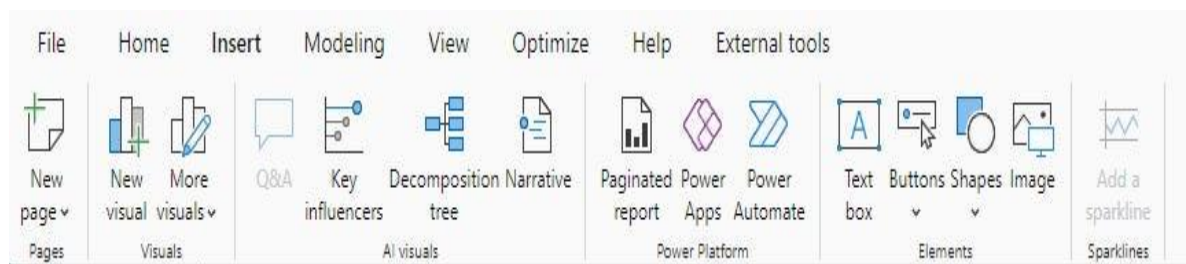 File Home Insert Modeling View Optimize Help External tools
A
New page
New visual
More visuals
Q&A
Key influencers
Decomposition tree
Narrative
Paginated report
Power Apps
Power Automate
Text box
Buttons
Shapes
Image
Add a sparkline
Pages
Visuals
AI visuals
Power Platform
Elements
Sparklines